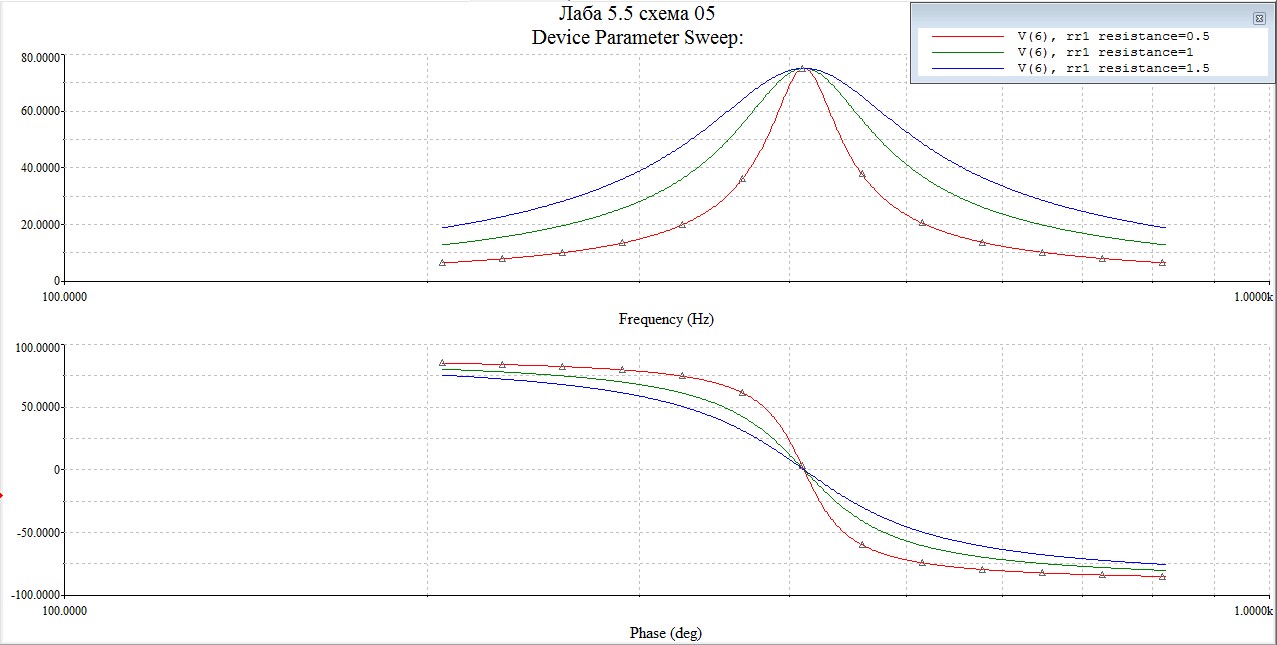 Лаба 5.5 схема 05
Device Parameter Sweep:
V(6), rr1 resistance=0.5
V(6), rr1 resistance=1
V(6), rr1 resistance=1.5
80.0000
60.0000
40.0000
20.0000
0
100.0000 1.0000k
Frequency (Hz)
100.0000
50.0000
0
-50.0000
-100.0000
100.0000 1.0000k
Phase (deg)